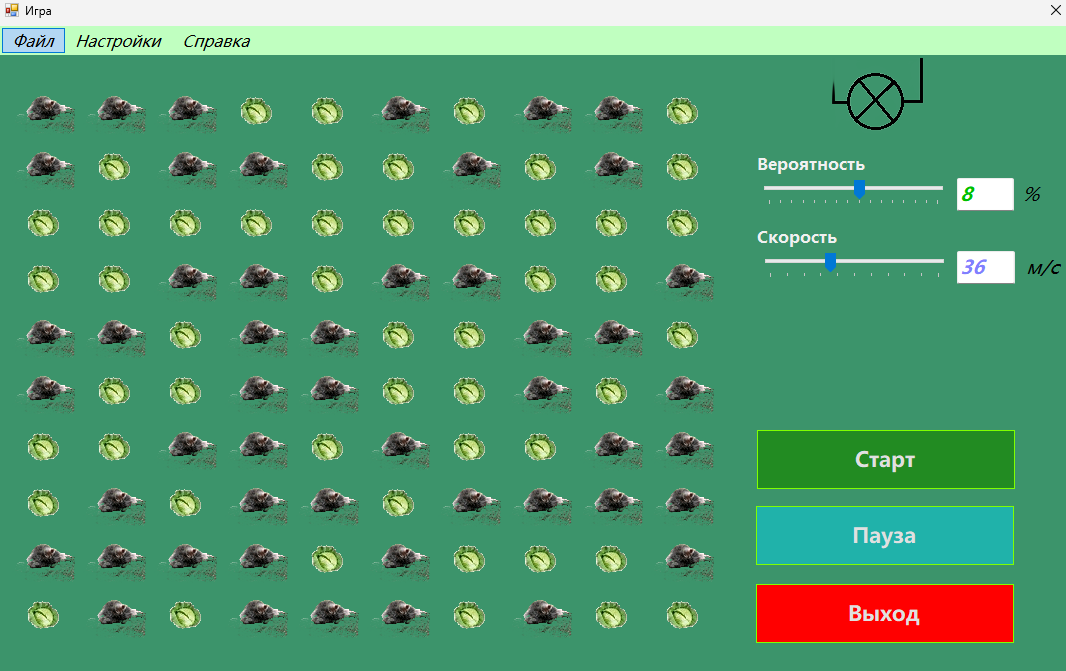 Игра
Файл Настройки Справка
Вероятность
8 %
Скорость
36 м/с
Старт
Пауза
Выход